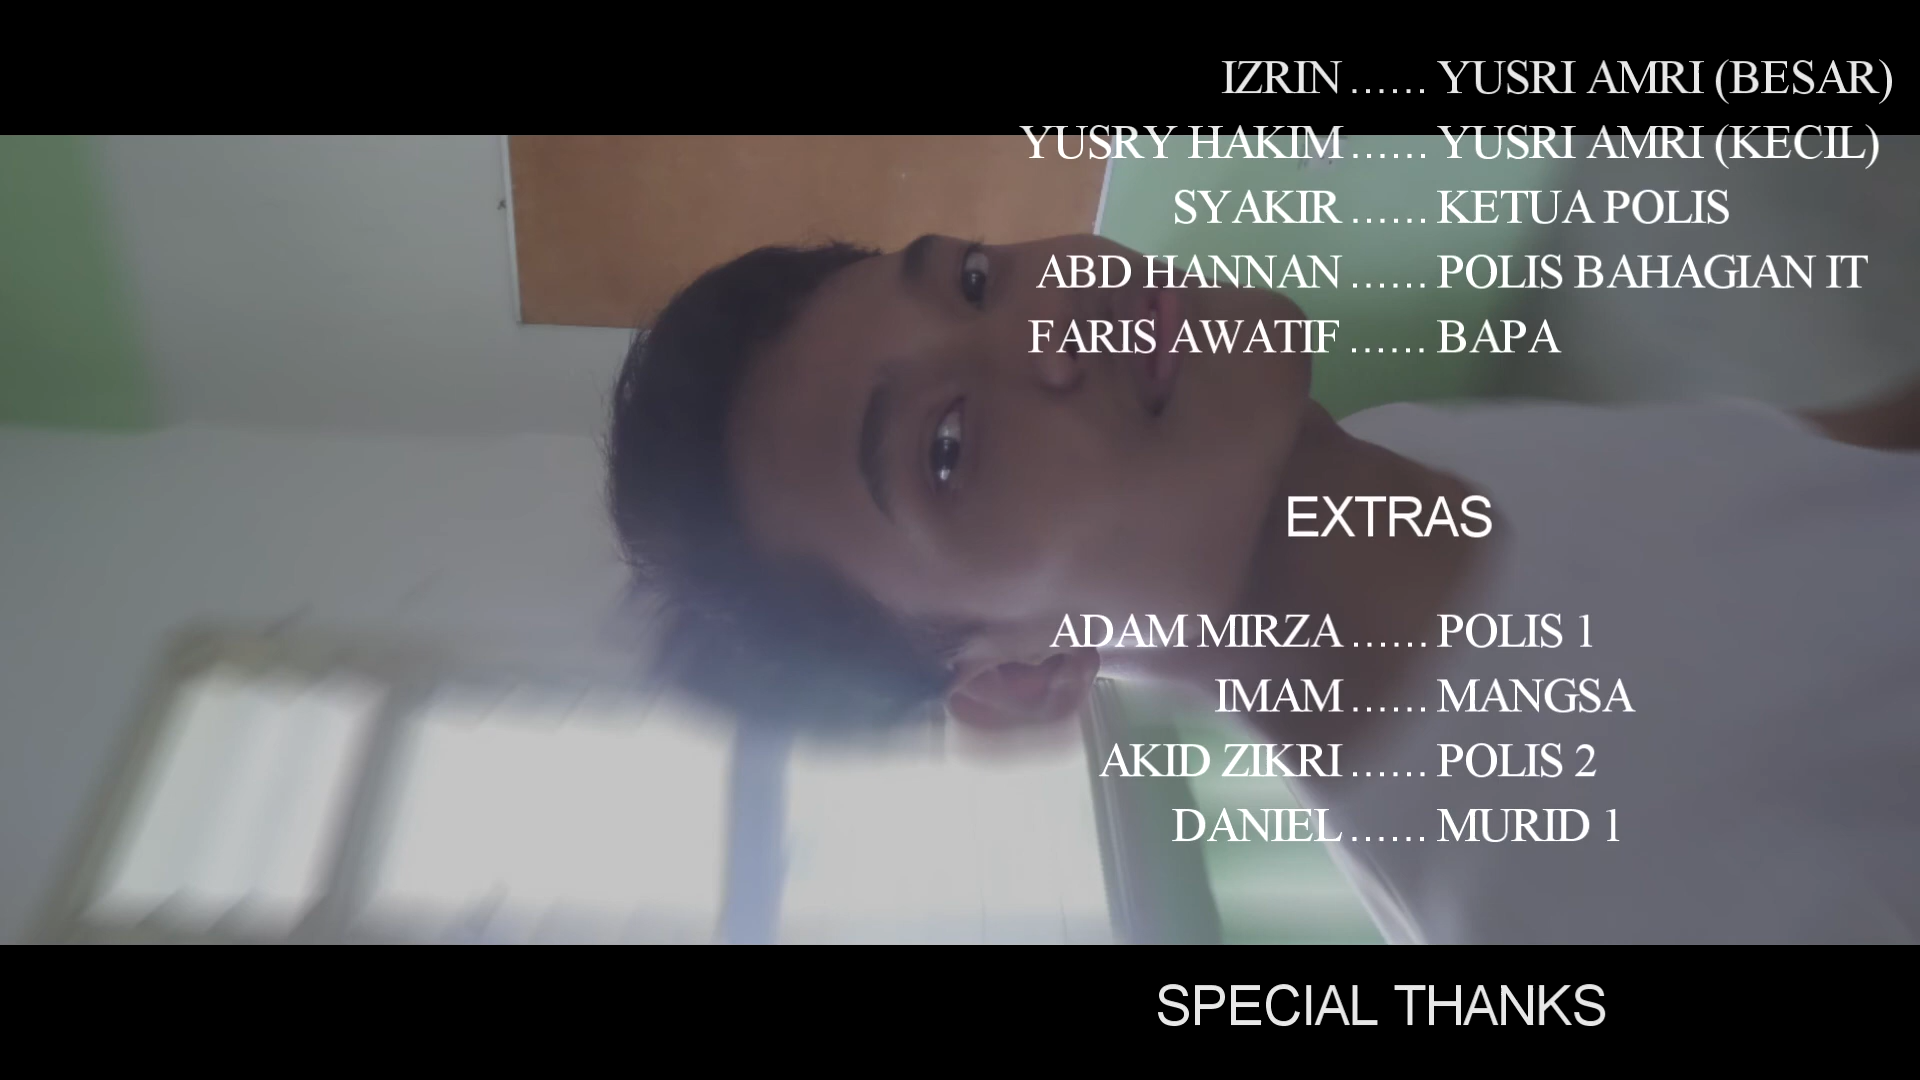 IZRIN ...... YUSRI AMRI (BESAR)
YUSRY HAKIM ...... YUSRI AMRI (KECIL)
SYAKIR ...... KETUA POLIS
ABD HANNAN ...... POLIS BAHAGIAN IT
FARIS AWATIF ...... BAPA
EXTRAS
ADAM MIRZA ...... POLIS 1
IMAM ...... MANGSA
AKID ZIKRI ...... POLIS 2
DANIEL ...... MURID 1
SPECIAL THANKS